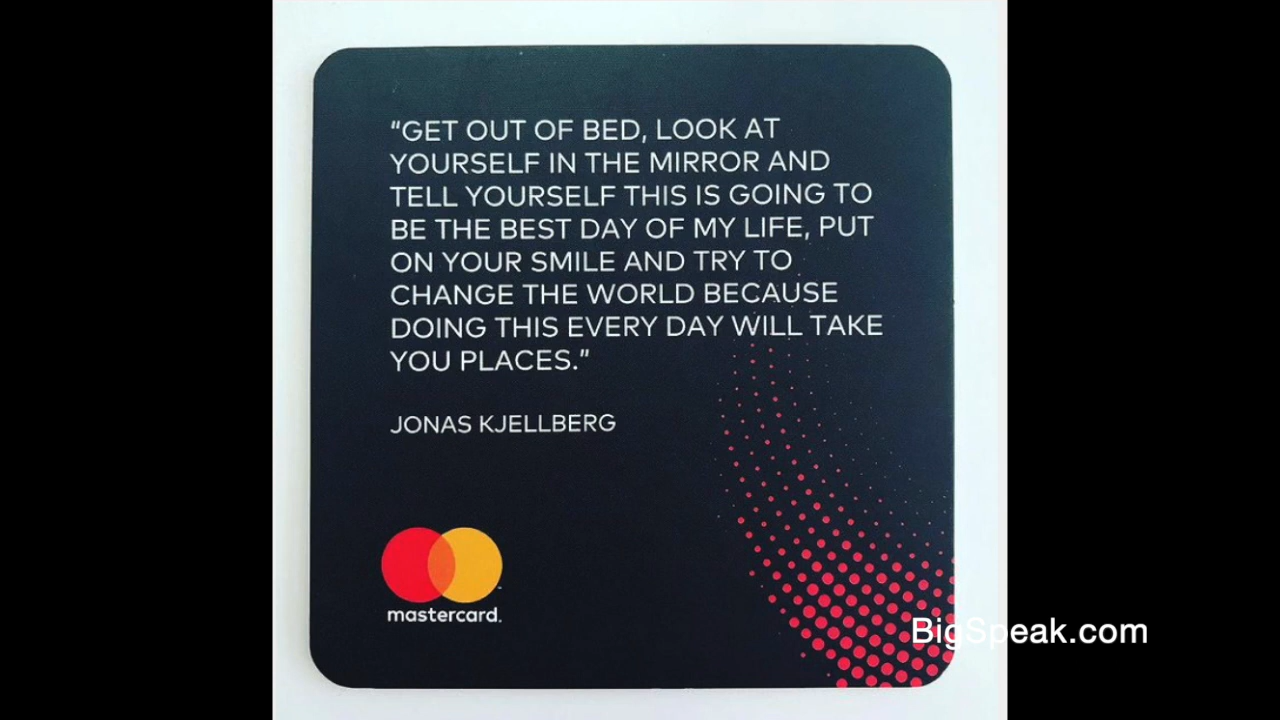 “GET OUT OF BED, LOOK AT
YOURSELF IN THE MIRROR AND
TELL YOURSELF THIS IS GOING TO
BE THE BEST DAY OF MY LIFE, PUT
ON YOUR SMILE AND TRY TO
CHANGE THE WORLD BECAUSE
DOING THIS EVERY DAY WILL TAKE
YOU PLACES.”
JONAS KJELLBERG
mastercard.
BigSpeak.com